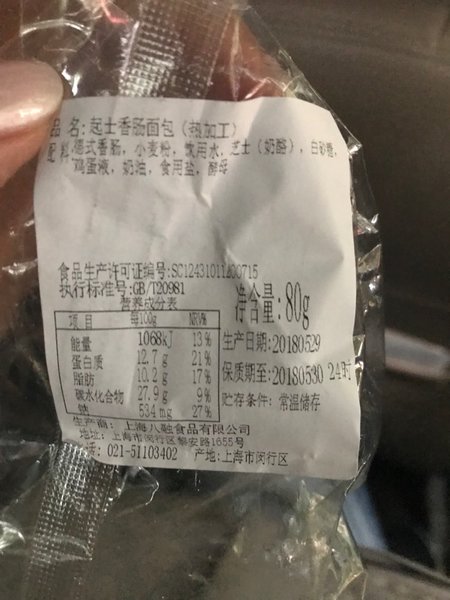 品 名: 起士香肠面包 (热加工)
配 料: 德式香肠, 小麦粉, 饮用水, 芝士 (奶酪), 白砂糖,
鸡蛋液, 奶油, 食用盐, 酵母
食品生产许可证编号:SC12431011200715
执行标准号:GB/T20981
净含量: 80g
营养成分表
项 目 每100g NRV%
能量 1068kJ 13%
蛋白质 12.7 g 21%
脂肪 10.2 g 17%
碳水化合物 27.9 g 9%
钠 534 mg 27%
生产日期:20180529
保质期至:20180530 24时
贮存条件: 常温储存
生产商: 上海八融食品有限公司
地址: 上海市闵行区黎安路1655号
话: 021-51103402 产地:上海市闵行区